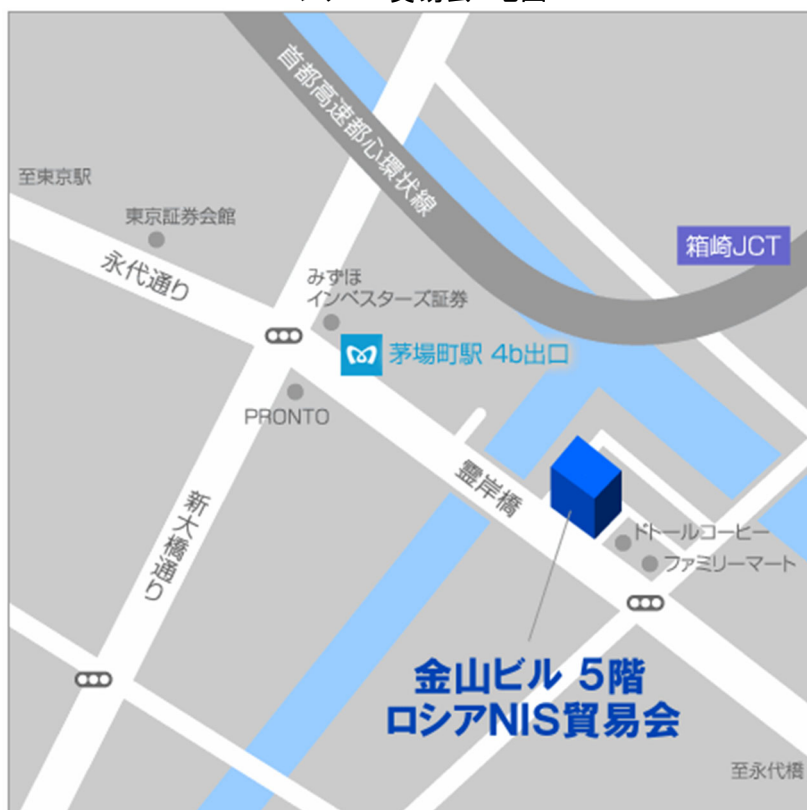 首都高速都心環状線
至東京駅
東京証券会館
永代通り
箱崎JCT
みずほ
インベスターズ証券
茅場町駅 4b出口
PRONTO
霊岸橋
新大橋通り
ドトールコーヒー
ファミリーマート
金山ビル 5階
ロシアNIS貿易会
至永代橋